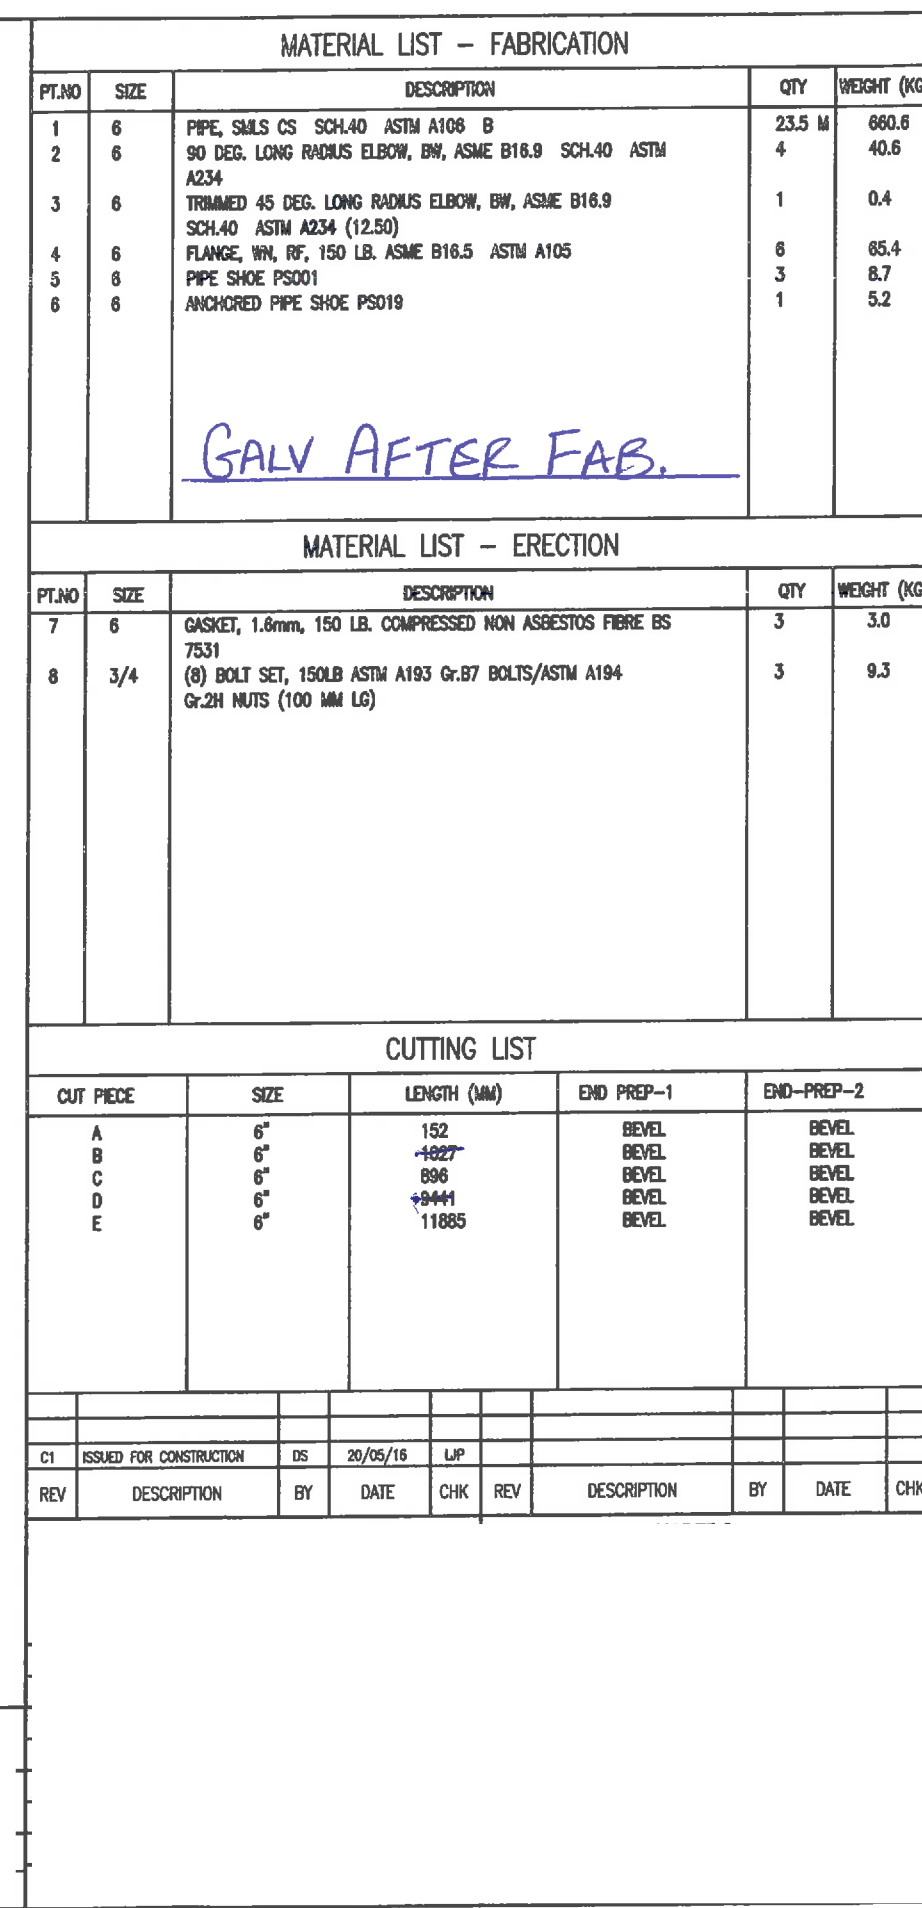 MATERIAL LIST – FABRICATION
PT.NO SIZE DESCRIPTION QTY WEIGHT (KG
1 6 PIPE, SMLS CS SCH.40 ASTM A106 B 23.5 M 660.6
2 6 90 DEG. LONG RADIUS ELBOW, BW, ASME B16.9 SCH.40 ASTM 4 40.6
A234
3 6 TRIMMED 45 DEG. LONG RADIUS ELBOW, BW, ASME B16.9 1 0.4
SCH.40 ASTM A234 (12.50)
4 6 FLANGE, WN, RF, 150 LB. ASME B16.5 ASTM A105 6 65.4
5 6 PIPE SHOE PS001 3 8.7
6 6 ANCHORED PIPE SHOE PS019 1 5.2
GALV AFTER FAB.
MATERIAL LIST – ERECTION
PT.NO SIZE DESCRIPTION QTY WEIGHT (KG
7 6 GASKET, 1.6mm, 150 LB. COMPRESSED NON ASBESTOS FIBRE BS 3 3.0
7531
8 3/4 (8) BOLT SET, 150LB ASTM A193 Gr.B7 BOLTS/ASTM A194 3 9.3
Gr.2H NUTS (100 MM LG)
CUTTING LIST
CUT PIECE SIZE LENGTH (MM) END PREP–1 END–PREP–2
A 6" 152 BEVEL BEVEL
B 6" 1027 BEVEL BEVEL
C 6" 896 BEVEL BEVEL
D 6" 9441 BEVEL BEVEL
E 6" 11885 BEVEL BEVEL
C1 ISSUED FOR CONSTRUCTION DS 20/05/16 LJP
REV DESCRIPTION BY DATE CHK REV DESCRIPTION BY DATE CHK